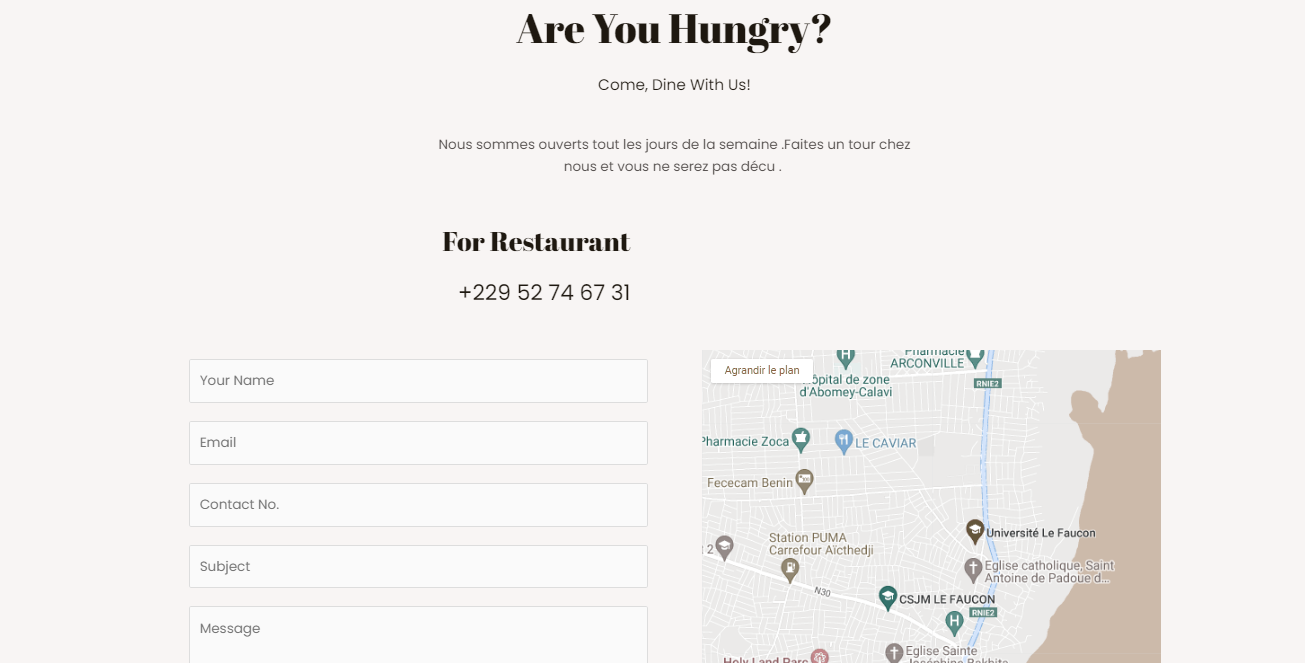 Are You Hungry?
Come, Dine With Us!
Nous sommes ouverts tout les jours de la semaine .Faites un tour chez
nous et vous ne serez pas décu .
For Restaurant
+229 52 74 67 31
Your Name
Email
Contact No.
Subject
Message
Agrandir le plan
Pharmacie
ARCONVILLE
RNIE2
ôpital de zone
d'Abomey-Calavi
Pharmacie Zoca
LE CAVIAR
Fececam Benin
Université Le Faucon
Station PUMA
Carrefour Aïcthedji
2
Eglise catholique, Saint
Antoine de Padoue d...
N30
CSJM LE FAUCON
RNIE2
Eglise Sainte
Joséphine Bakhita
Holy Land Parc